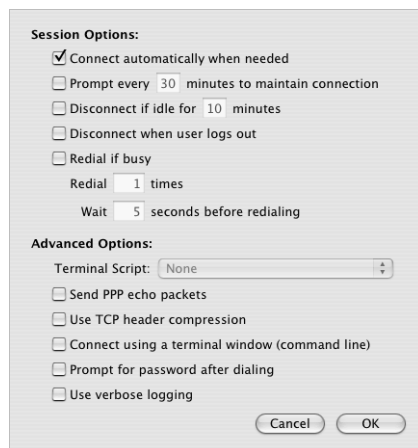 Session Options:
Connect automatically when needed
Prompt every 30 minutes to maintain connection
Disconnect if idle for 10 minutes
Disconnect when user logs out
Redial if busy
Redial 1 times
Wait 5 seconds before redialing
Advanced Options:
Terminal Script: None
Send PPP echo packets
Use TCP header compression
Connect using a terminal window (command line)
Prompt for password after dialing
Use verbose logging
Cancel OK